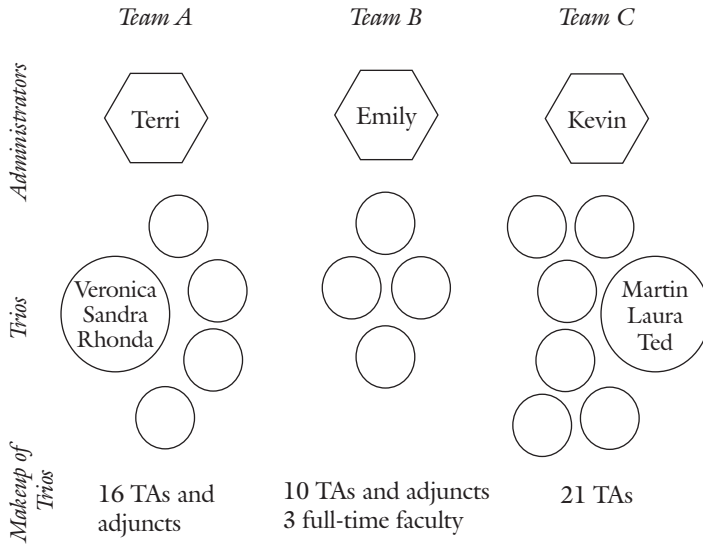 Team A
Team B
Team C
Administrators
Terri
Emily
Kevin
Trios
Veronica
Sandra
Rhonda
Martin
Laura
Ted
Makeup of
Trios
16 TAs and
adjuncts
10 TAs and adjuncts
3 full-time faculty
21 TAs